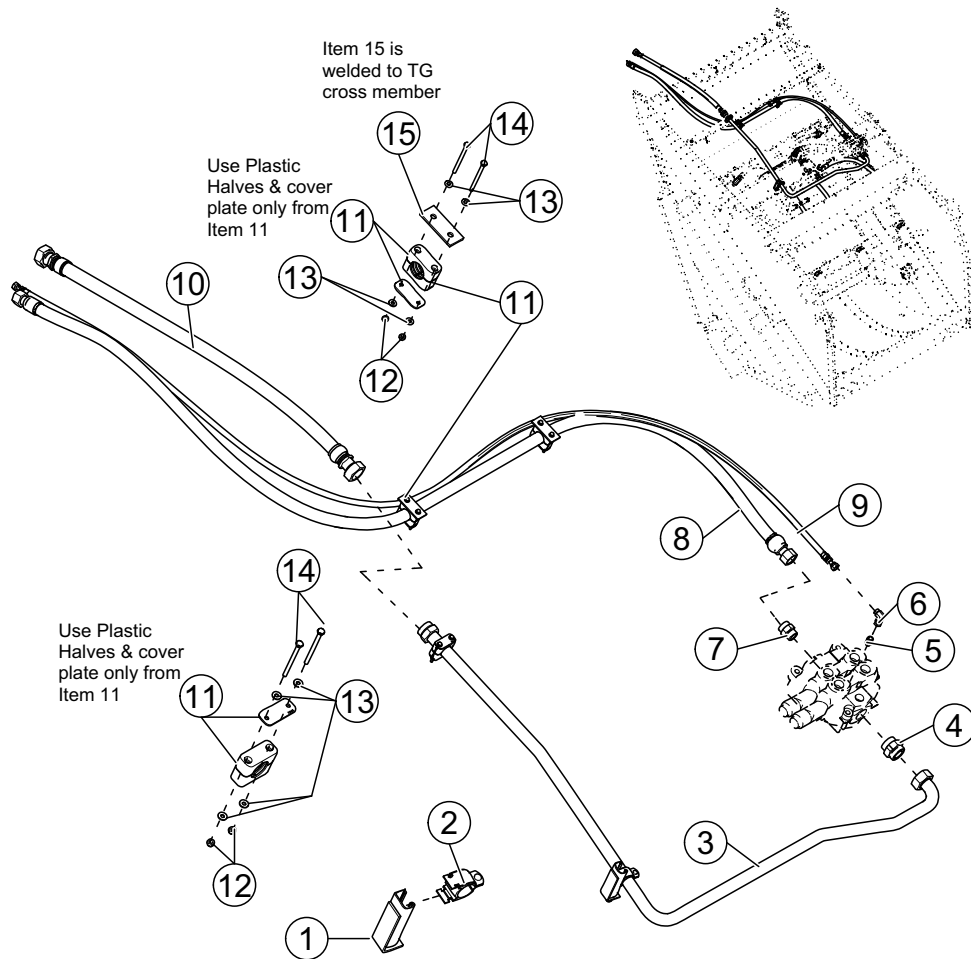 Item 15 is
welded to TG
cross member
15
14
Use Plastic
Halves & cover
plate only from
Item 11
11
13
10
13
11
12
8
9
14
6
7
5
Use Plastic
Halves & cover
plate only from
Item 11
11
13
4
2
3
12
1